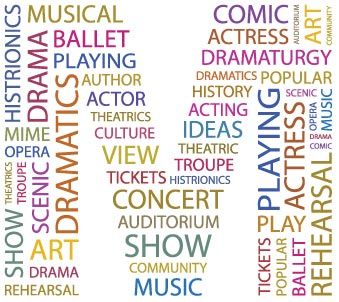 HISTRIONICS
MUSICAL
DRAMA
BALLET
PLAYING
DRAMATICS
AUTHOR
ACTOR
THEATRICS
MIME
CULTURE
OPERA
VIEW
THEATRICS
TROUPE
SCENIC
TICKETS
HISTRIONICS
CONCERT
SHOW
ART
AUDITORIUM
SHOW
DRAMA
COMMUNITY
REHEARSAL
MUSIC
COMIC
AUDITORIUM
ART
COMMUNITY
ACTRESS
DRAMATURGY
DRAMATICS
POPULAR
HISTORY
PLAYING
ACTRESS
SCENIC
OPERA
MUSIC
ACTING
IDEAS
DRAMA
COMIC
THEATRIC
TROUPE
REHEARSAL
PLAY
TICKETS
POPULAR
BALLET